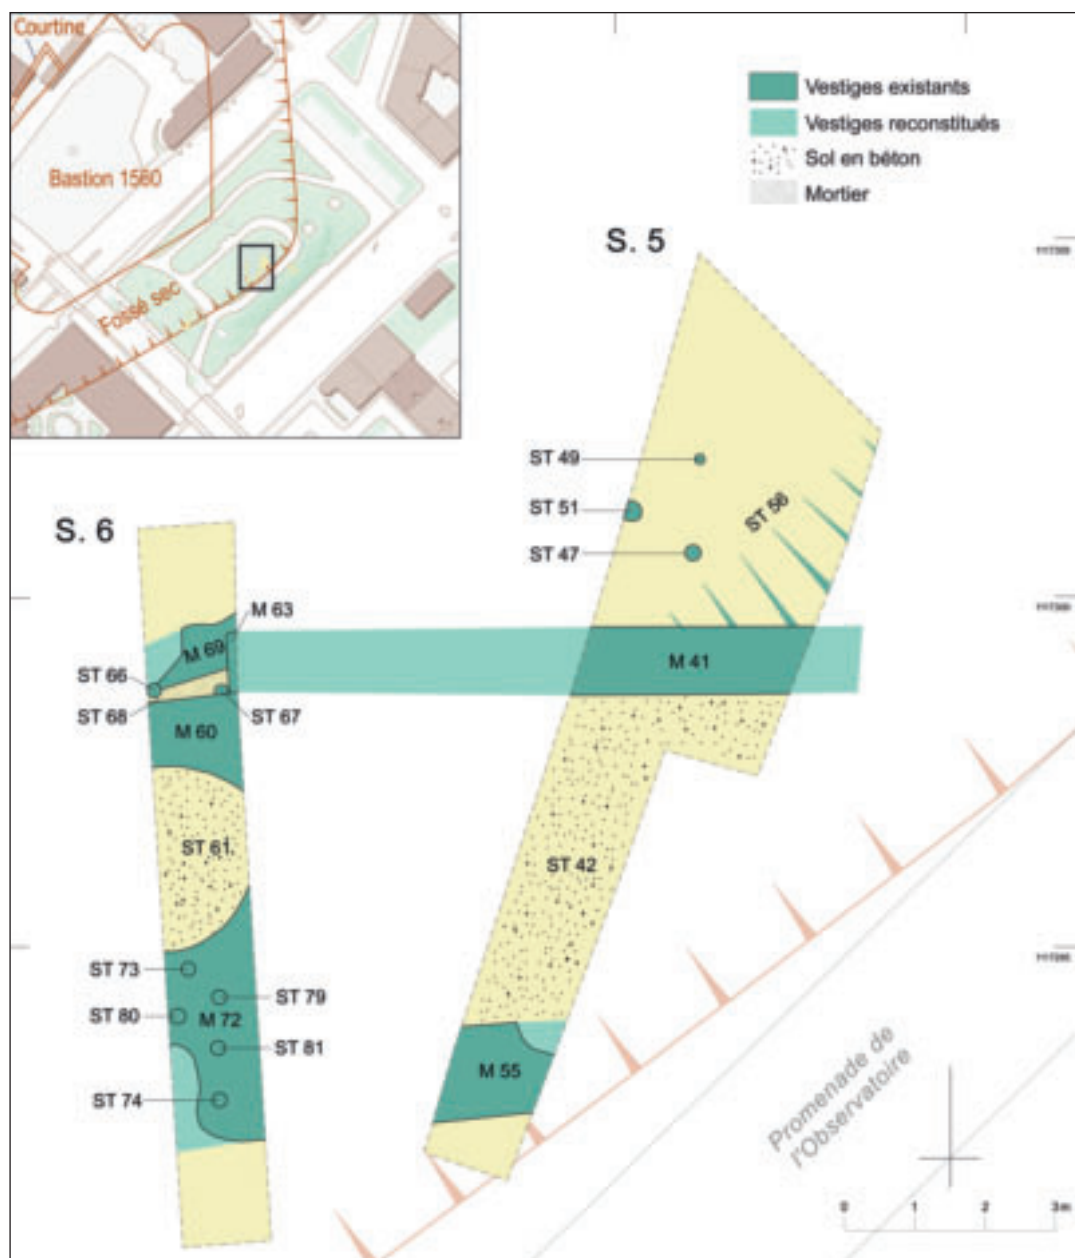 Courtine
Bastion 1560
Fossé sec
Vestiges existants
Vestiges reconstitués
Sol en béton
Mortier
S. 5
ST 49
ST 51
ST 47
ST 56
S. 6
M 63
M 69
M 41
ST 66
ST 68
ST 67
M 60
ST 61
ST 42
ST 73
ST 79
ST 80
M 72
ST 81
M 55
ST 74
Promenade de
l'Observatoire
0 1 2 3m